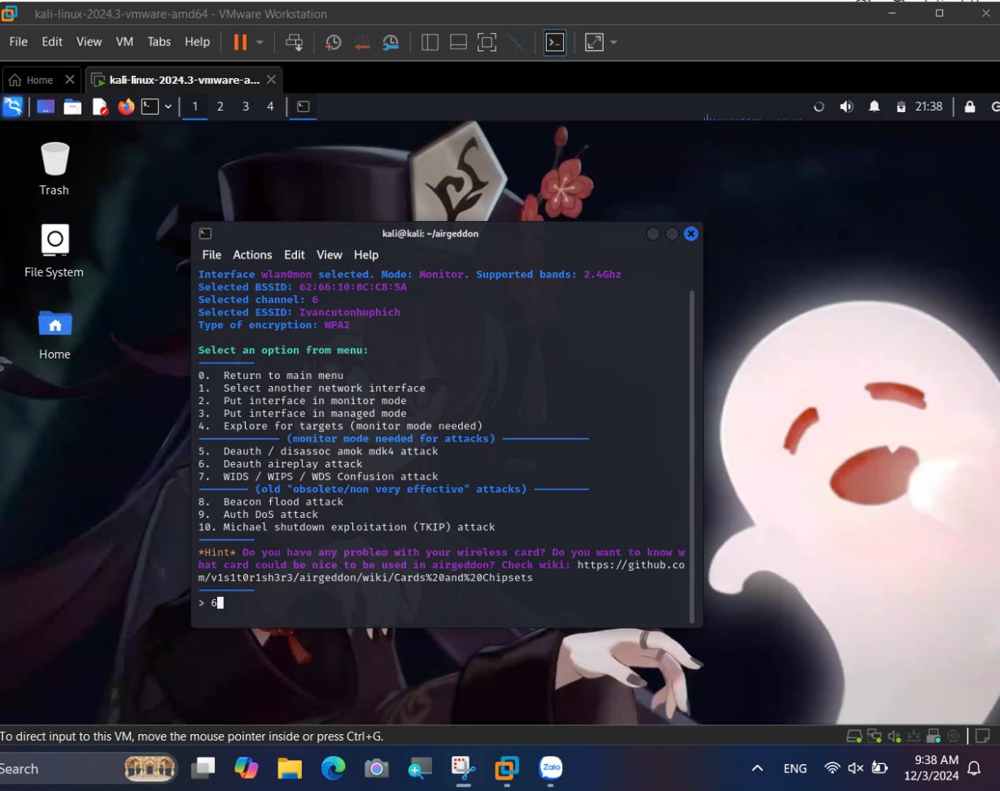 kali-linux-2024.3-vmware-amd64 - VMware Workstation
File Edit View VM Tabs Help
Home
kali-linux-2024.3-vmware-a...
1 2 3 4
21:38
Trash
File System
Home
kali@kali: ~/airgeddon
File Actions Edit View Help
Interface wlan0mon selected. Mode: Monitor. Supported bands: 2.4Ghz
Selected BSSID: 62:66:10:8C:C8:5A
Selected channel: 6
Selected ESSID: Ivancutonhuphich
Type of encryption: WPA2
Select an option from menu:
0. Return to main menu
1. Select another network interface
2. Put interface in monitor mode
3. Put interface in managed mode
4. Explore for targets (monitor mode needed)
(monitor mode needed for attacks)
5. Deauth / disassoc amok mdk4 attack
6. Deauth aireplay attack
7. WIDS / WIPS / WDS Confusion attack
(old "obsolete/non very effective" attacks)
8. Beacon flood attack
9. Auth DoS attack
10. Michael shutdown exploitation (TKIP) attack
*Hint* Do you have any problem with your wireless card? Do you want to know w
hat card could be nice to be used in airgeddon? Check wiki: https://github.co
m/v1s1t0r1sh3r3/airgeddon/wiki/Cards%20and%20Chipsets
> 6
To direct input to this VM, move the mouse pointer inside or press Ctrl+G.
Search
Zalo
ENG
9:38 AM
12/3/2024